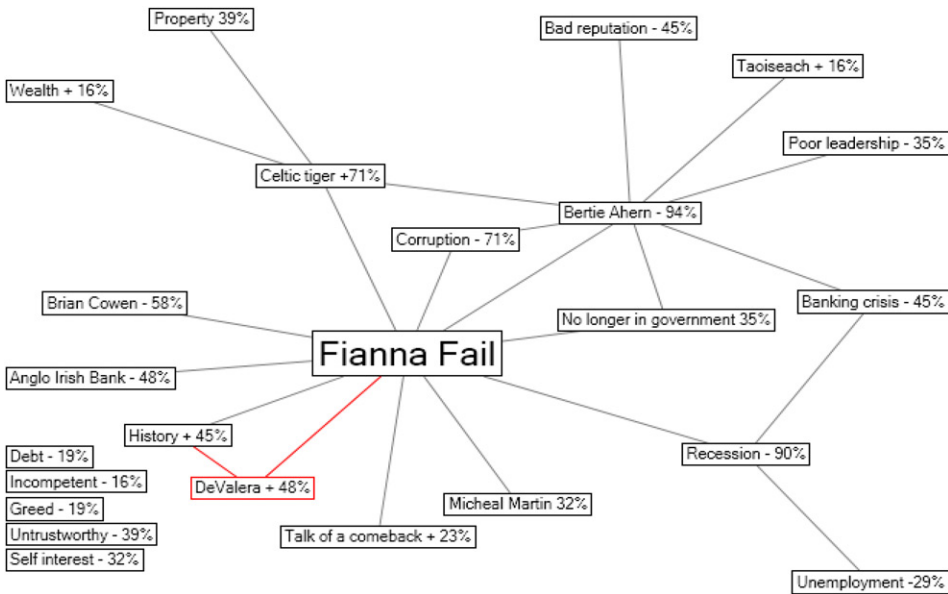 Property 39%
Bad reputation - 45%
Taoiseach + 16%
Wealth + 16%
Poor leadership - 35%
Celtic tiger +71%
Bertie Ahern - 94%
Corruption - 71%
Brian Cowen - 58%
Banking crisis - 45%
No longer in government 35%
Fianna Fail
Anglo Irish Bank - 48%
History + 45%
Recession - 90%
Debt - 19%
Incompetent - 16%
DeValera + 48%
Micheal Martin 32%
Greed - 19%
Untrustworthy - 39%
Talk of a comeback + 23%
Self interest - 32%
Unemployment -29%